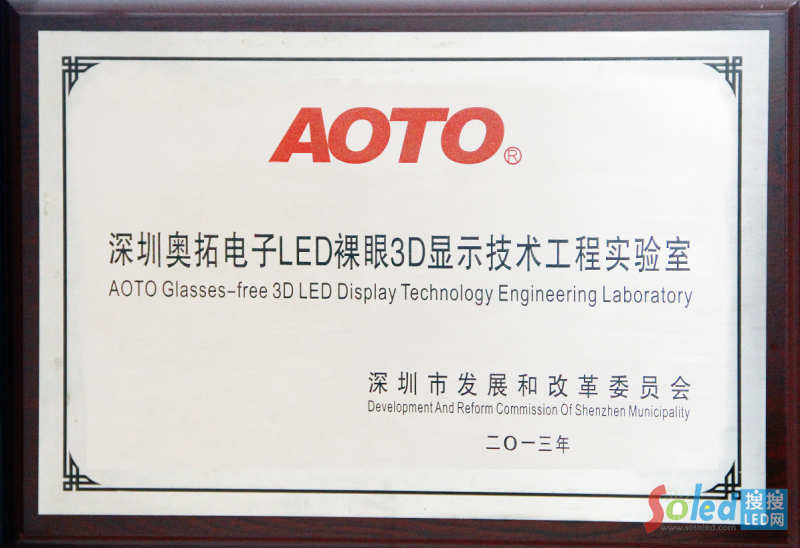 AOTO®
深圳奥拓电子LED裸眼3D显示技术工程实验室
AOTO Glasses-free 3D LED Display Technology Engineering Laboratory
深圳市发展和改革委员会
Development And Reform Commission Of Shenzhen Municipality
二〇一三年
Soled 搜搜LED网
www.sosoled.com